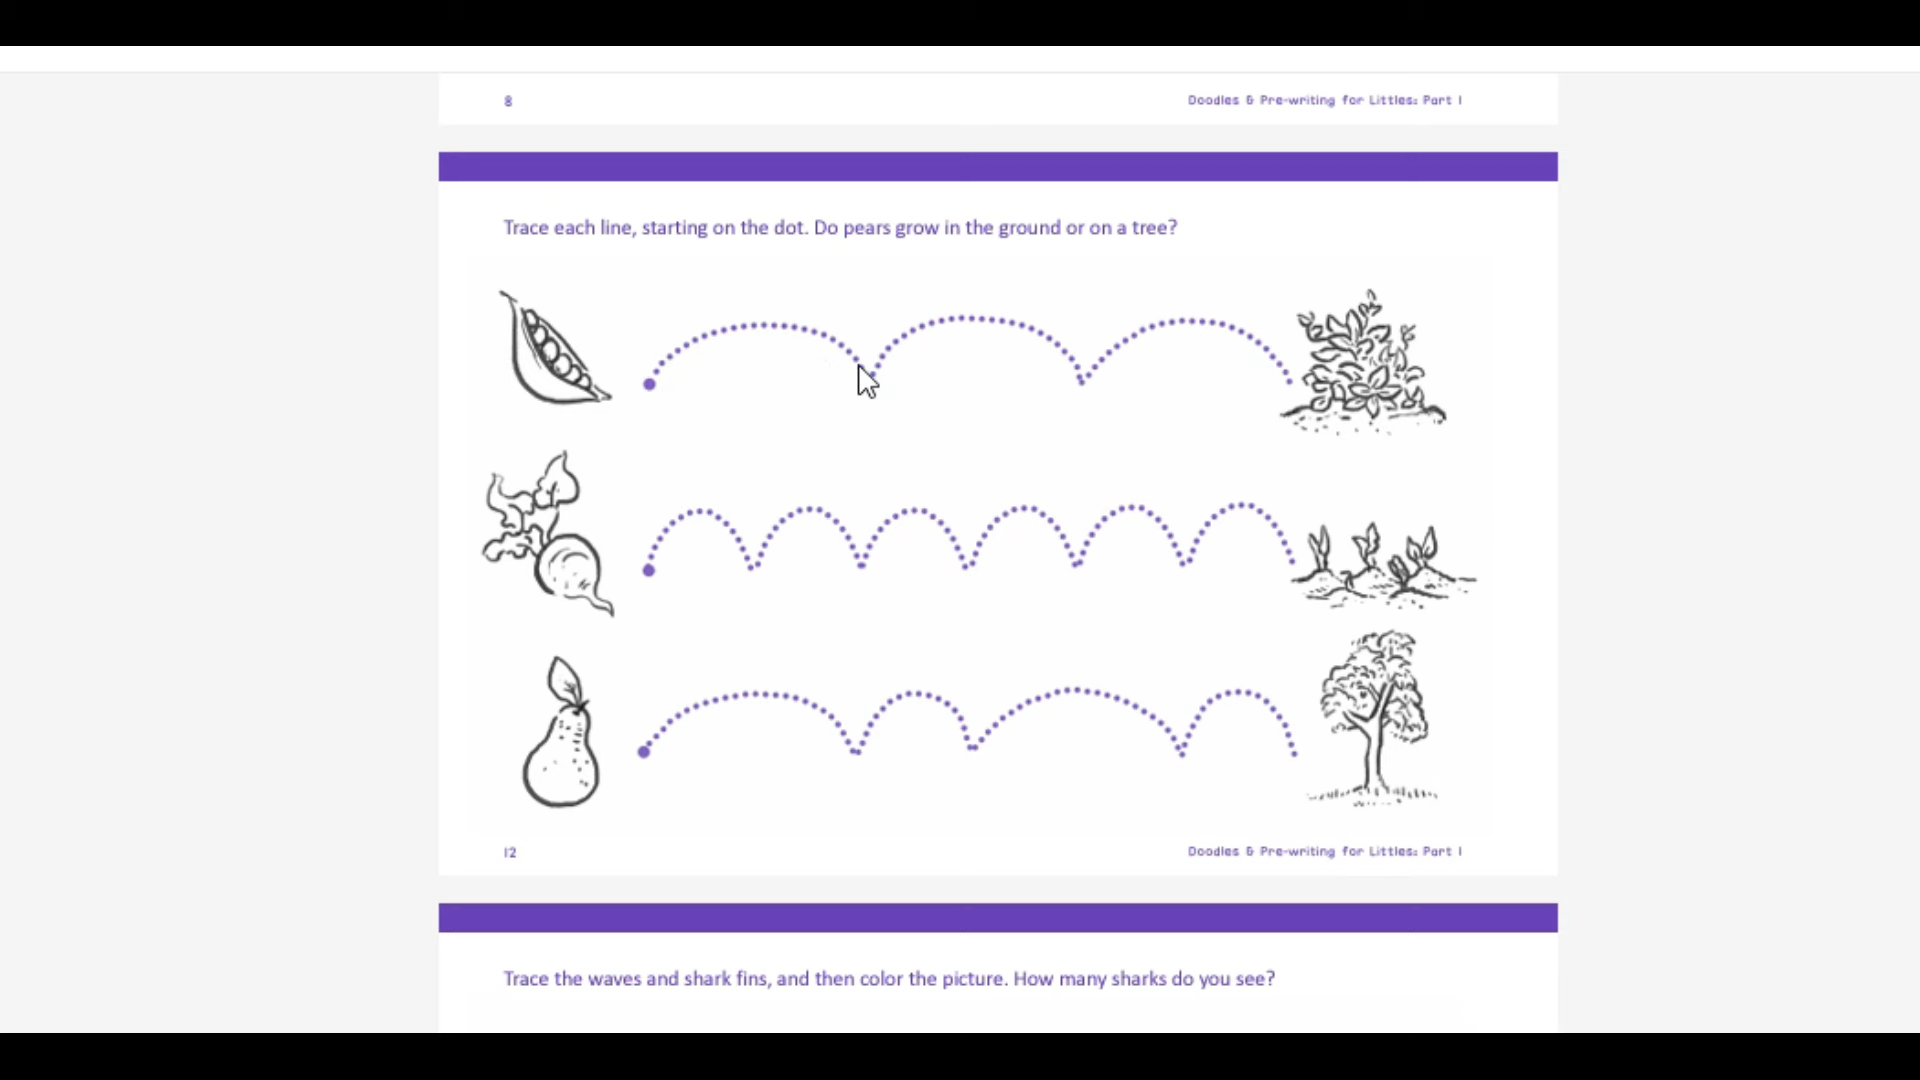 8
Doodles & Pre-writing for Littles: Part 1
Trace each line, starting on the dot. Do pears grow in the ground or on a tree?
12
Doodles & Pre-writing for Littles: Part 1
Trace the waves and shark fins, and then color the picture. How many sharks do you see?